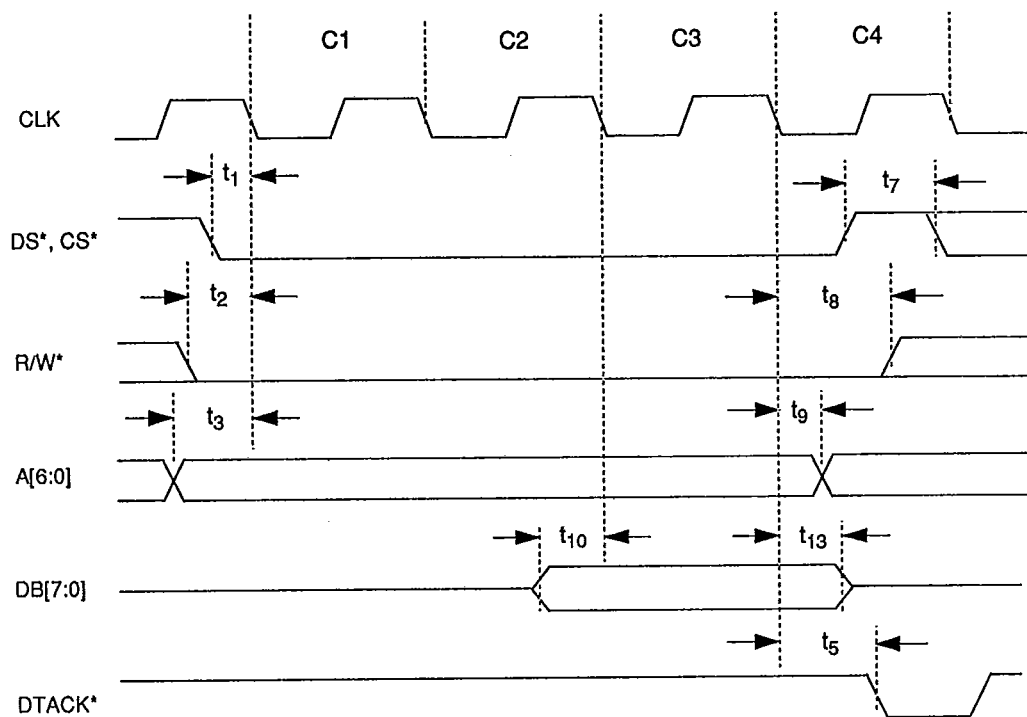 C1 C2 C3 C4
CLK
t1 t7
DS*, CS*
t2 t8
R/W*
t3 t9
A[6:0]
t10 t13
DB[7:0]
t5
DTACK*